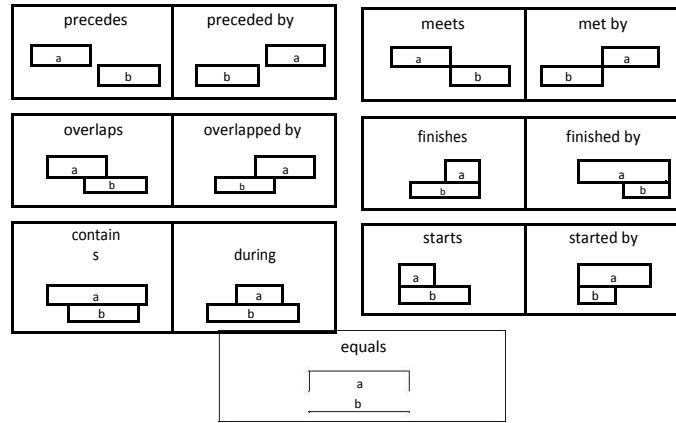 precedes
preceded by
a
b
a
b
meets
met by
a
b
a
b
overlaps
overlapped by
a
b
a
b
finishes
finished by
a
b
a
b
contain
s
during
a
b
a
b
starts
started by
a
b
a
b
equals
a
b